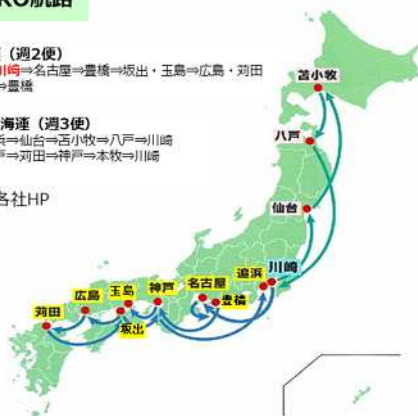 RO航路
(週2便)
川崎⇒名古屋⇒豊橋⇒坂出・玉島⇒広島・苅田
⇒豊橋
海運(週3便)
浜⇒仙台⇒苫小牧⇒八戸⇒川崎
戸⇒苅田⇒神戸⇒本牧⇒川崎
各社HP
苫小牧
八戸
仙台
川崎
追浜
名古屋
豊橋
神戸
玉島
広島
苅田
坂出